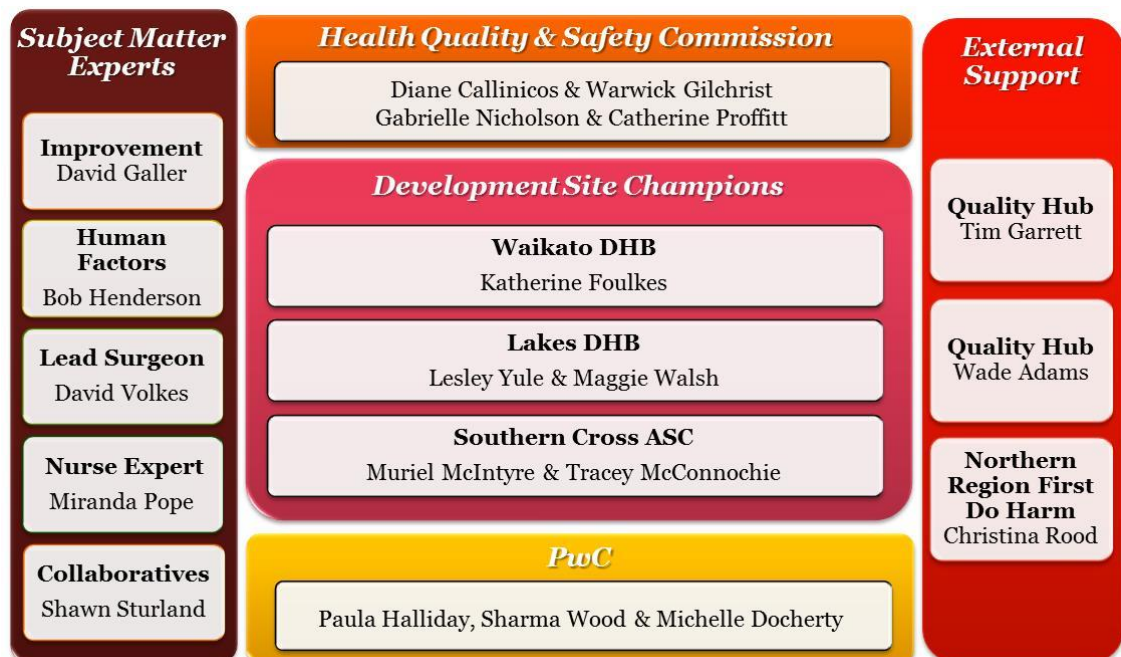 Subject Matter
Experts
Improvement
David Galler
Human
Factors
Bob Henderson
Lead Surgeon
David Volkes
Nurse Expert
Miranda Pope
Collaboratives
Shawn Sturland
Health Quality & Safety Commission
Diane Callinicos & Warwick Gilchrist
Gabrielle Nicholson & Catherine Proffitt
Development Site Champions
Waikato DHB
Katherine Foulkes
Lakes DHB
Lesley Yule & Maggie Walsh
Southern Cross ASC
Muriel McIntyre & Tracey McConnochie
PwC
Paula Halliday, Sharma Wood & Michelle Docherty
External
Support
Quality Hub
Tim Garrett
Quality Hub
Wade Adams
Northern
Region First
Do Harm
Christina Rood